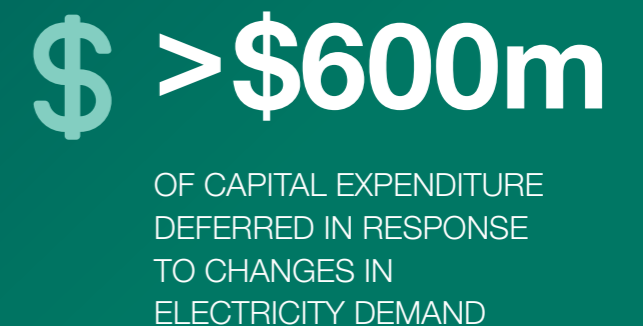 $ >$600m
OF CAPITAL EXPENDITURE
DEFERRED IN RESPONSE
TO CHANGES IN
ELECTRICITY DEMAND